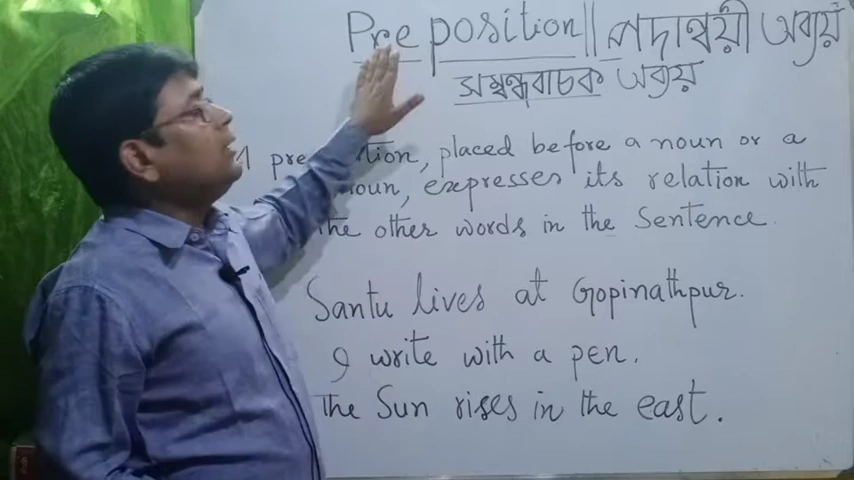 Preposition || পদান্বয়ী অব্যয়
সম্বন্ধবাচক অব্যয়
A preposition, placed before a noun or a
noun, expresses its relation with
the other words in the Sentence.
Santu lives at Gopinathpur.
I write with a pen.
The Sun rises in the east.